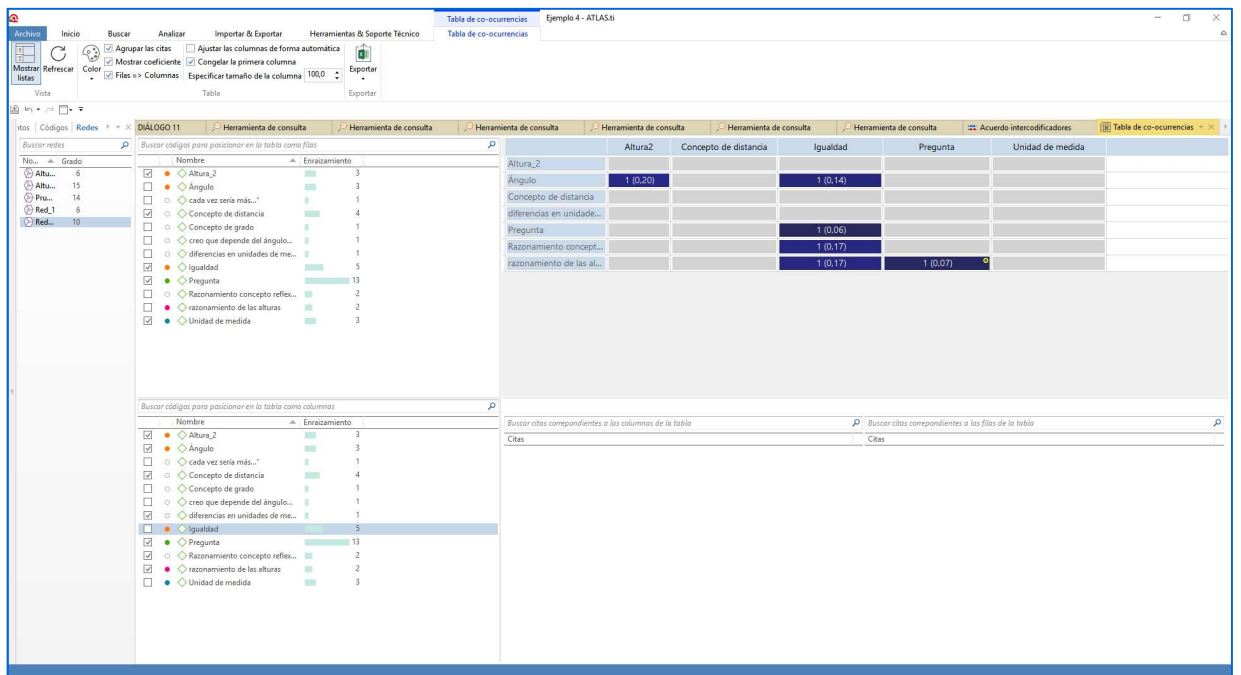 Tabla de co-ocurrencias Ejemplo 4 - ATLAS.ti
Archivo Inicio Buscar Analizar Importar & Exportar Herramientas & Soporte Técnico Tabla de co-ocurrencias
Mostrar listas Refrescar Color
Agrupar las citas Ajustar las columnas de forma automática
Mostrar coeficiente Congelar la primera columna
Filas => Columnas Especificar tamaño de la columna 100,0
Exportar
Vista Tabla Exportar
tos Códigos Redes DIÁLOGO 11 Herramienta de consulta Herramienta de consulta Herramienta de consulta Herramienta de consulta Herramienta de consulta Herramienta de consulta Acuerdo intercodificadores Tabla de co-ocurrencias
Buscar redes
No... Grado
Altu... 6
Altu... 15
Pru... 14
Red_1 6
Red... 10
Buscar códigos para posicionar en la tabla como filas
Nombre Enraizamiento
Altura_2 3
Ángulo 3
cada vez sería más..." 1
Concepto de distancia 4
Concepto de grado 1
creo que depende del ángulo... 1
diferencias en unidades de me... 1
Igualdad 5
Pregunta 13
Razonamiento concepto reflex... 2
razonamiento de las alturas 2
Unidad de medida 3
Buscar códigos para posicionar en la tabla como columnas
Nombre Enraizamiento
Altura_2 3
Ángulo 3
cada vez sería más..." 1
Concepto de distancia 4
Concepto de grado 1
creo que depende del ángulo... 1
diferencias en unidades de me... 1
Igualdad 5
Pregunta 13
Razonamiento concepto reflex... 2
razonamiento de las alturas 2
Unidad de medida 3
Altura2 Concepto de distancia Igualdad Pregunta Unidad de medida
Altura_2
Ángulo 1 (0,20) 1 (0,14)
Concepto de distancia
diferencias en unidade...
Pregunta 1 (0,06)
Razonamiento concept... 1 (0,17)
razonamiento de las al... 1 (0,17) 1 (0,07)
Buscar citas correpondientes a las columnas de la tabla Buscar citas correpondientes a las filas de la tabla
Citas Citas